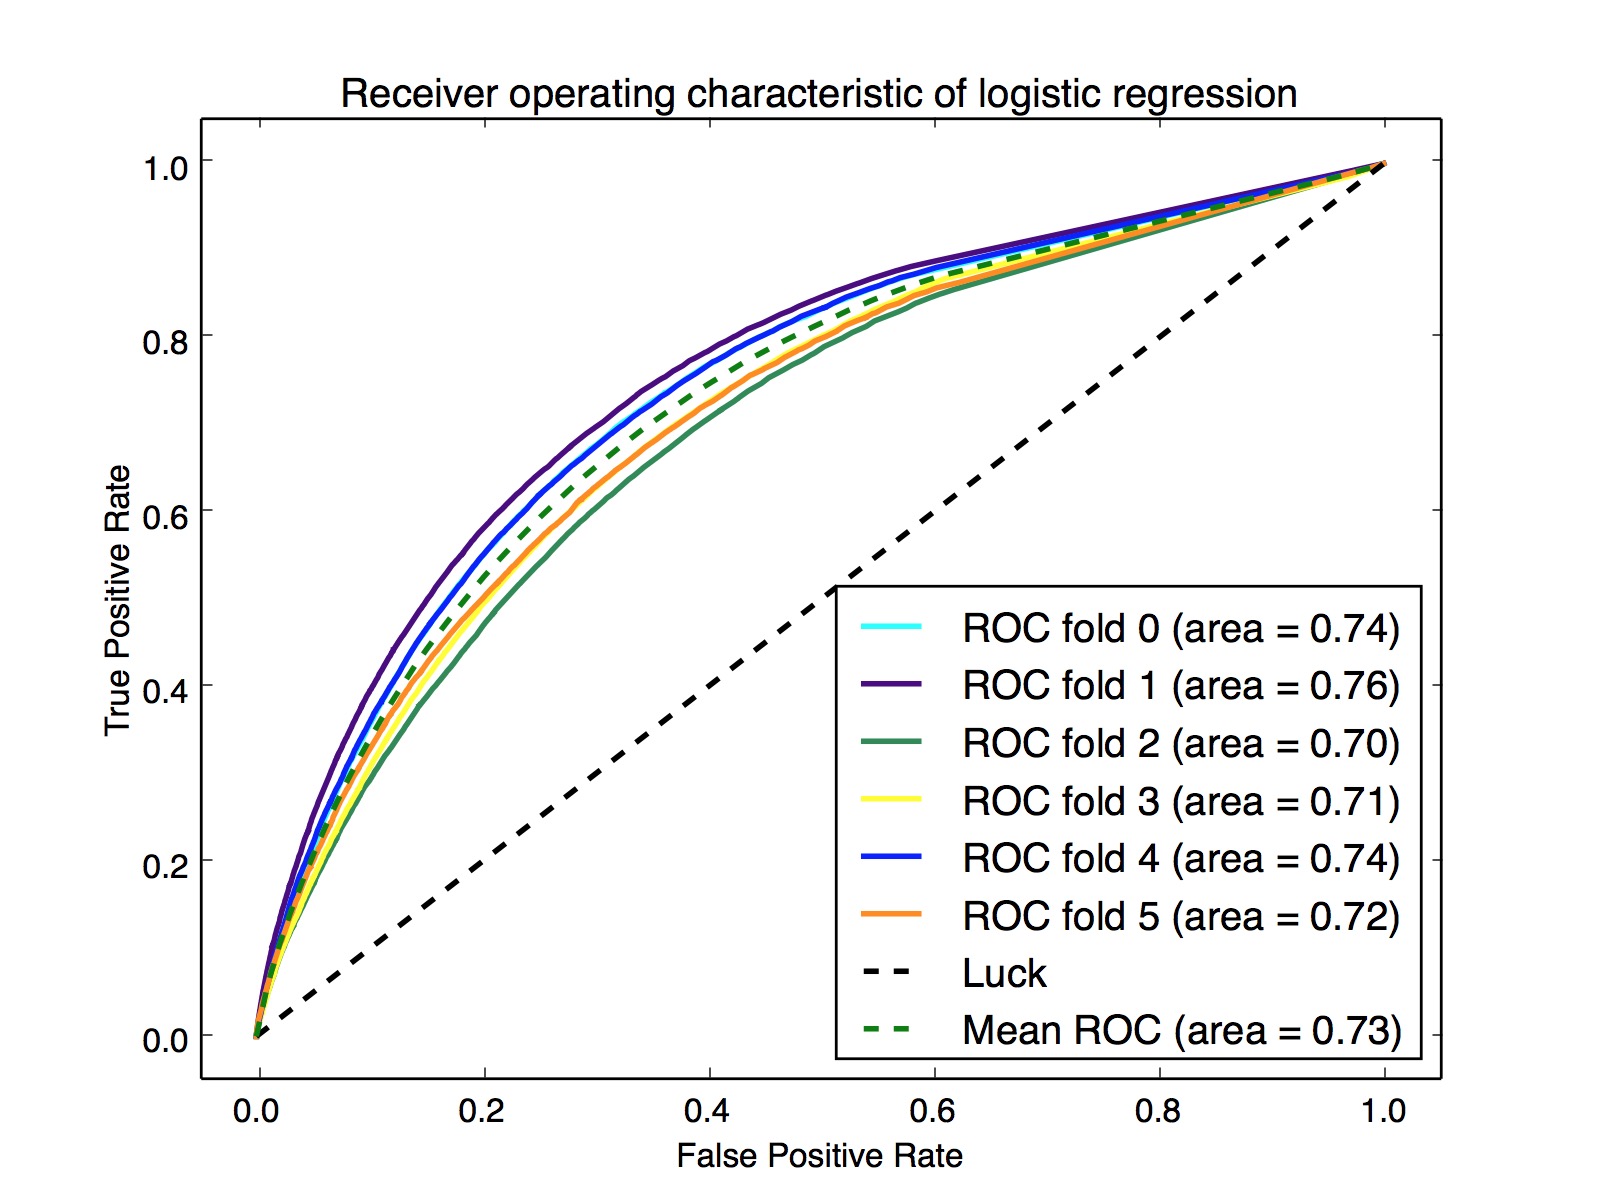 Receiver operating characteristic of logistic regression
True Positive Rate
1.0
0.8
0.6
0.4
0.2
0.0
ROC fold 0 (area = 0.74)
ROC fold 1 (area = 0.76)
ROC fold 2 (area = 0.70)
ROC fold 3 (area = 0.71)
ROC fold 4 (area = 0.74)
ROC fold 5 (area = 0.72)
Luck
Mean ROC (area = 0.73)
0.0 0.2 0.4 0.6 0.8 1.0
False Positive Rate